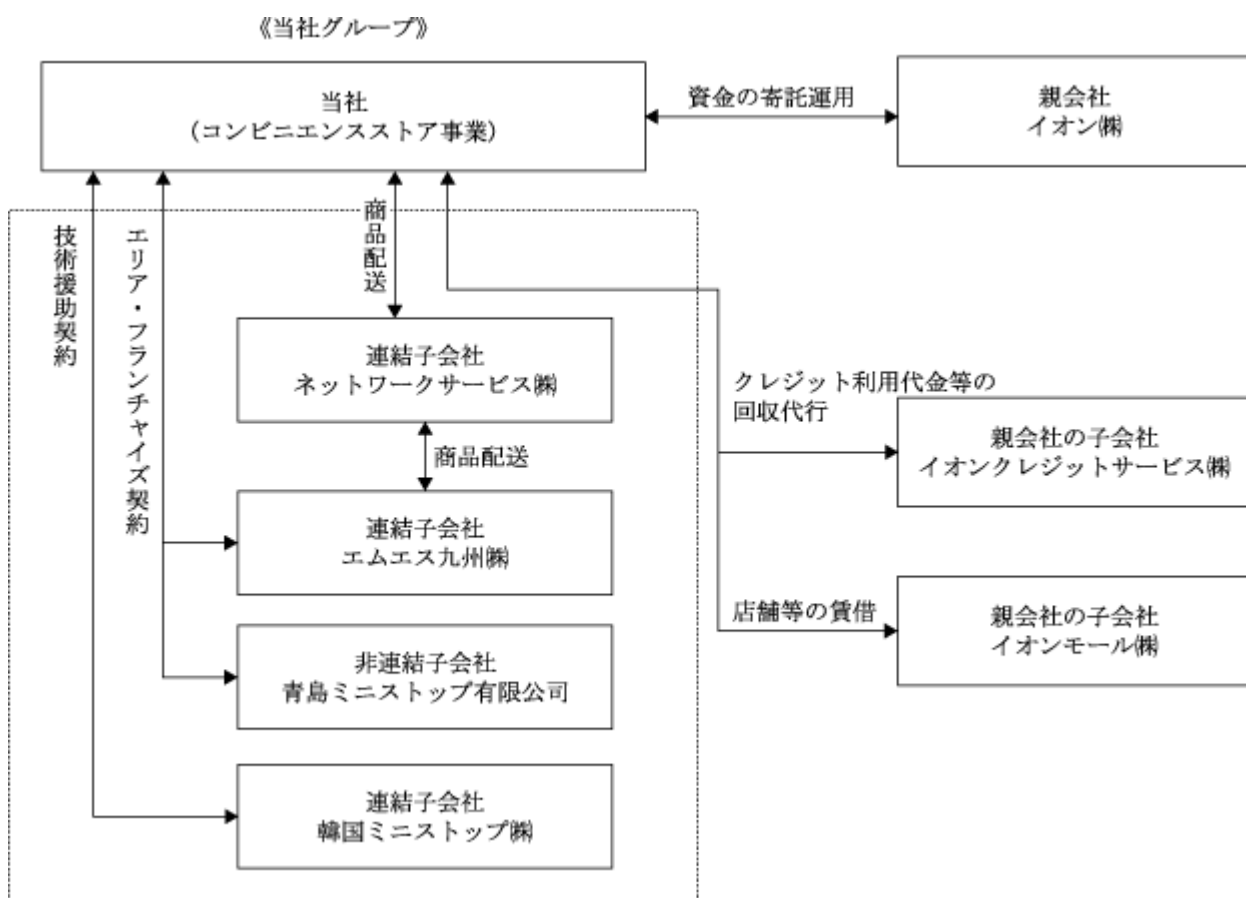 《当社グループ》
当社
(コンビニエンスストア事業)
資金の寄託運用
親会社
イオン㈱
技術援助契約
エリア・フランチャイズ契約
商品配送
連結子会社
ネットワークサービス㈱
商品配送
連結子会社
エムエス九州㈱
非連結子会社
青島ミニストップ有限公司
連結子会社
韓国ミニストップ㈱
クレジット利用代金等の
回収代行
親会社の子会社
イオンクレジットサービス㈱
店舗等の賃借
親会社の子会社
イオンモール㈱